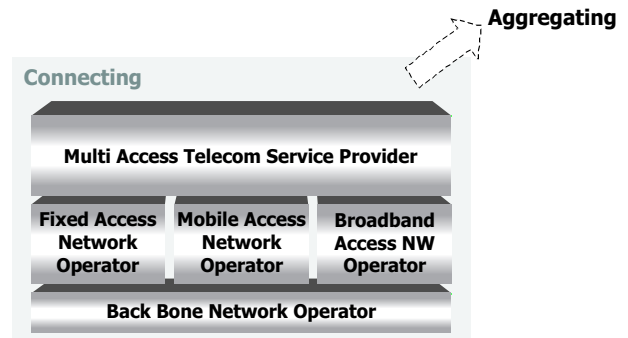 Aggregating
Connecting
Multi Access Telecom Service Provider
Fixed Access
Network
Operator
Mobile Access
Network
Operator
Broadband
Access NW
Operator
Back Bone Network Operator